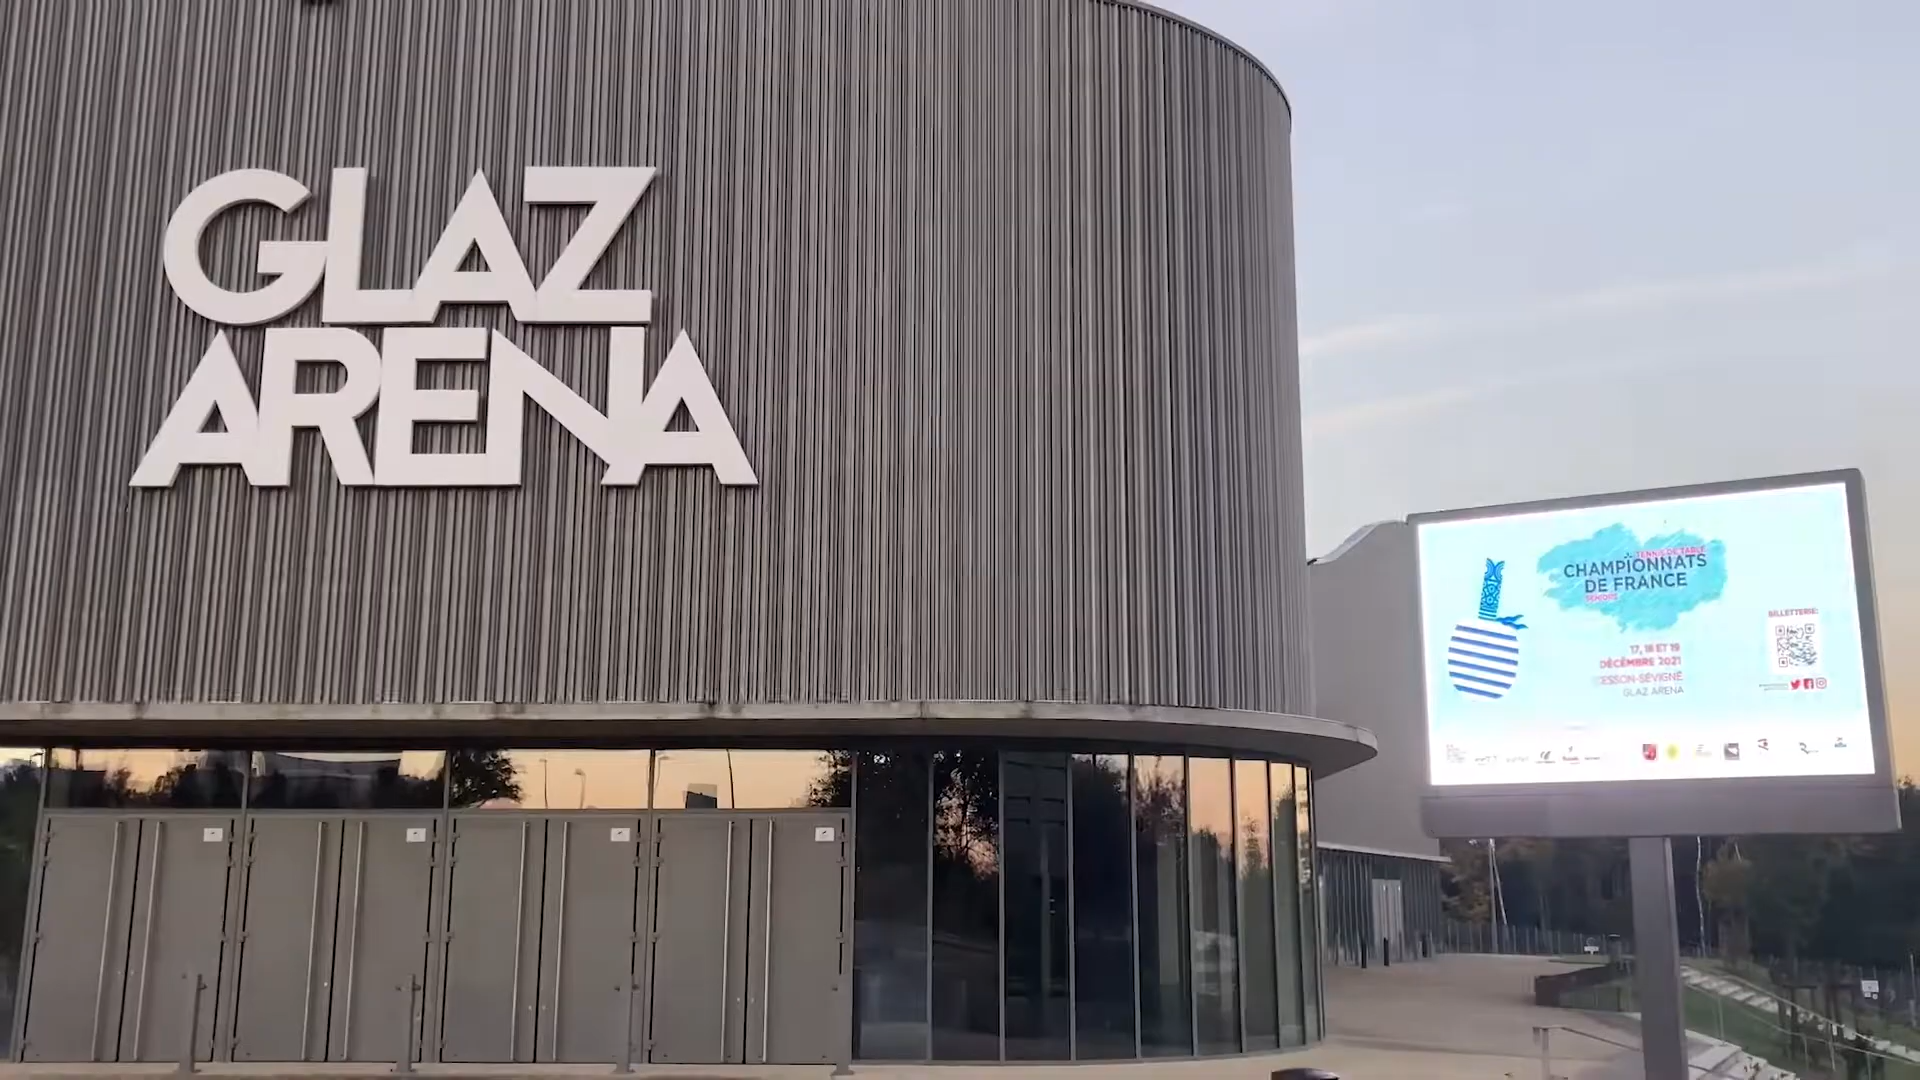 GLAZ
ARENA
TENNIS DE TABLE
CHAMPIONNATS
DE FRANCE
SENIORS
17, 18 ET 19
DÉCEMBRE 2021
CESSON-SÉVIGNÉ
GLAZ ARENA
BILLETTERIE: